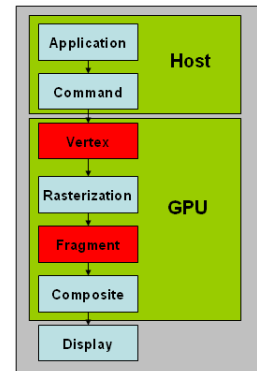 Application
Host
Command
Vertex
Rasterization
GPU
Fragment
Composite
Display